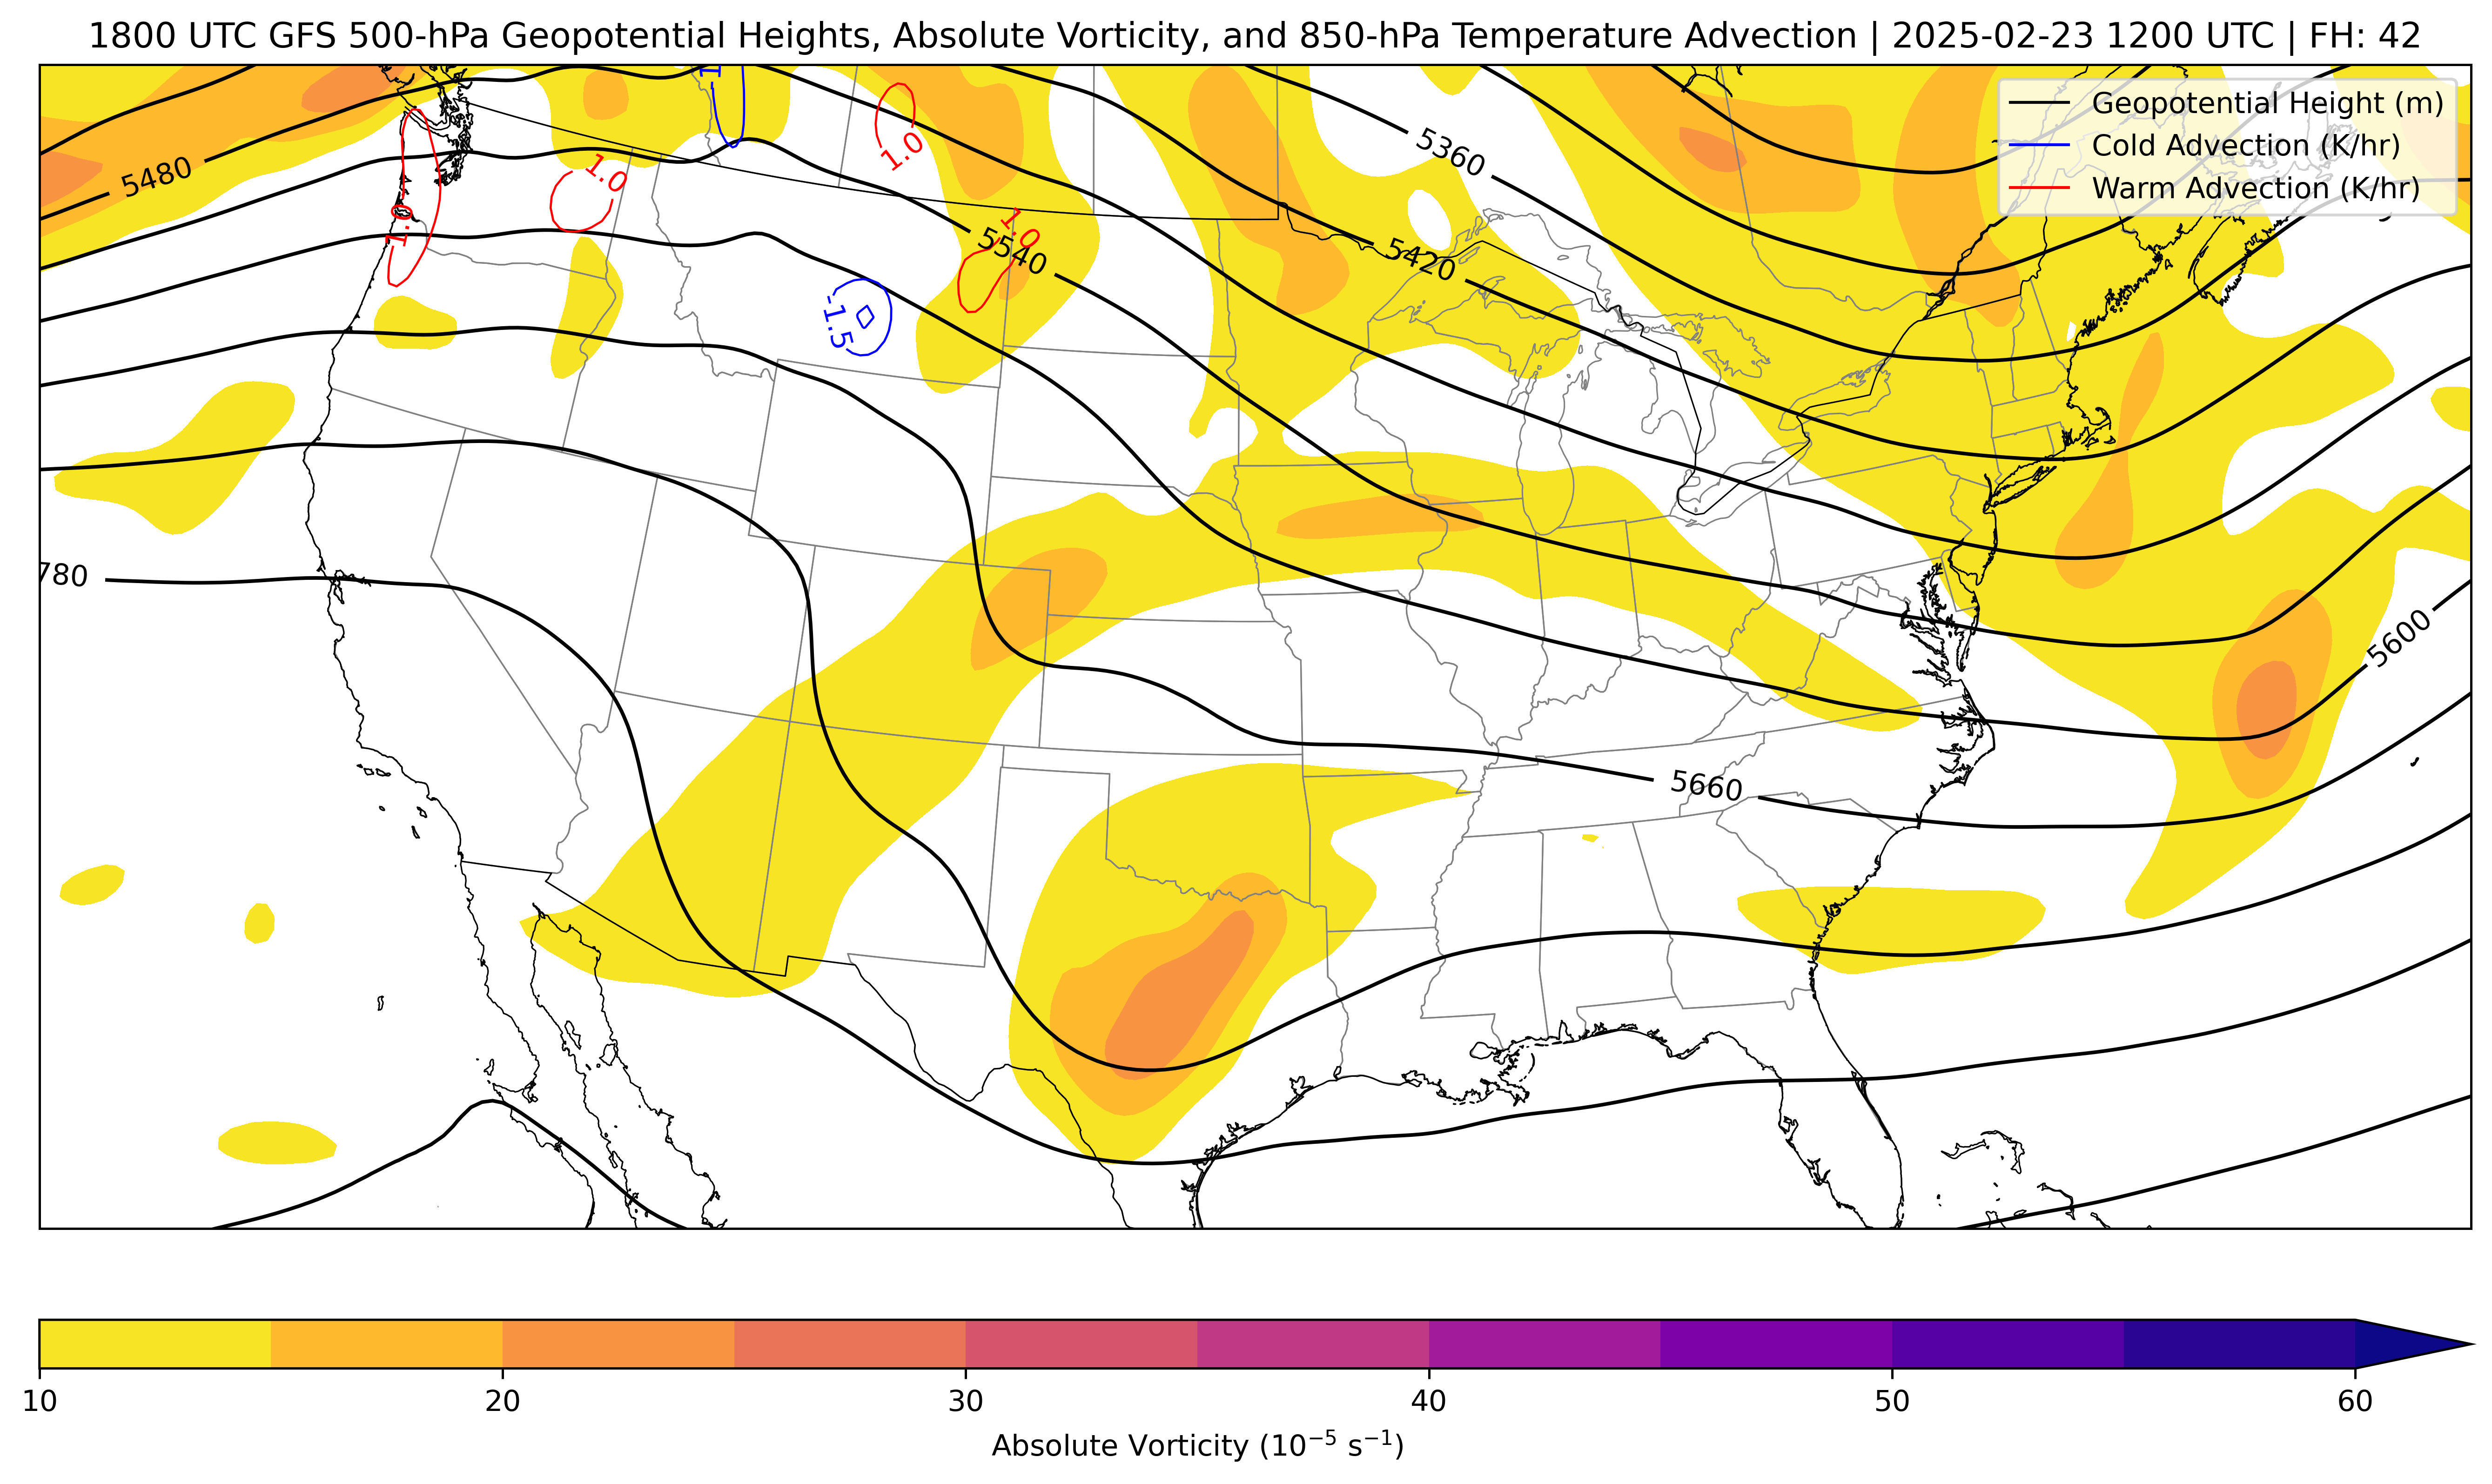 1800 UTC GFS 500-hPa Geopotential Heights, Absolute Vorticity, and 850-hPa Temperature Advection | 2025-02-23 1200 UTC | FH: 42
Geopotential Height (m)
Cold Advection (K/hr)
Warm Advection (K/hr)
5360
5480
1.0
1.0
1.0
1.0
5540
5420
-1.5
780
5600
5660
10 20 30 40 50 60
Absolute Vorticity (10⁻⁵ s⁻¹)